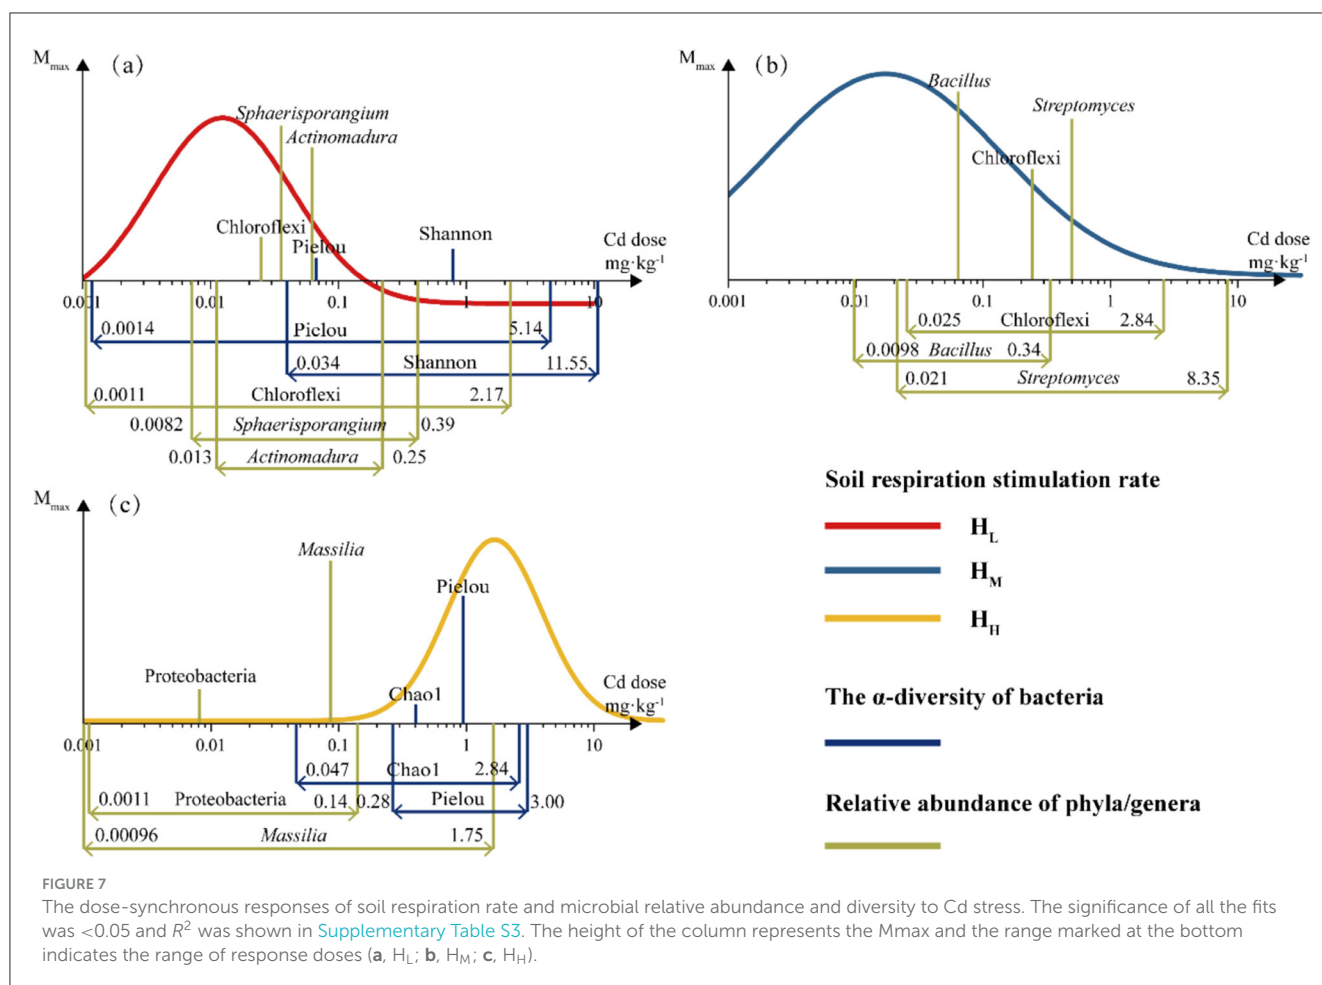 M_max (a)
Sphaerisporangium
Actinomadura
Chloroflexi
Pielou
Shannon
Cd dose
mg·kg⁻¹
0.001 0.01 0.1 1 10
0.0014 Pielou 5.14
0.034 Shannon 11.55
0.0011 Chloroflexi 2.17
0.0082 Sphaerisporangium 0.39
0.013 Actinomadura 0.25
M_max (b)
Bacillus
Streptomyces
Chloroflexi
Cd dose
mg·kg⁻¹
0.001 0.01 0.1 1 10
0.025 Chloroflexi 2.84
0.0098 Bacillus 0.34
0.021 Streptomyces 8.35
M_max (c)
Massilia
Pielou
Proteobacteria
Chao1
Cd dose
mg·kg⁻¹
0.001 0.01 0.1 1 10
0.047 Chao1 2.84
0.0011 Proteobacteria 0.14 0.28 Pielou 3.00
0.00096 Massilia 1.75
Soil respiration stimulation rate
H_L
H_M
H_H
The α-diversity of bacteria
Relative abundance of phyla/genera
FIGURE 7
The dose-synchronous responses of soil respiration rate and microbial relative abundance and diversity to Cd stress. The significance of all the fits
was <0.05 and R² was shown in Supplementary Table S3. The height of the column represents the Mmax and the range marked at the bottom
indicates the range of response doses (a, H_L; b, H_M; c, H_H).